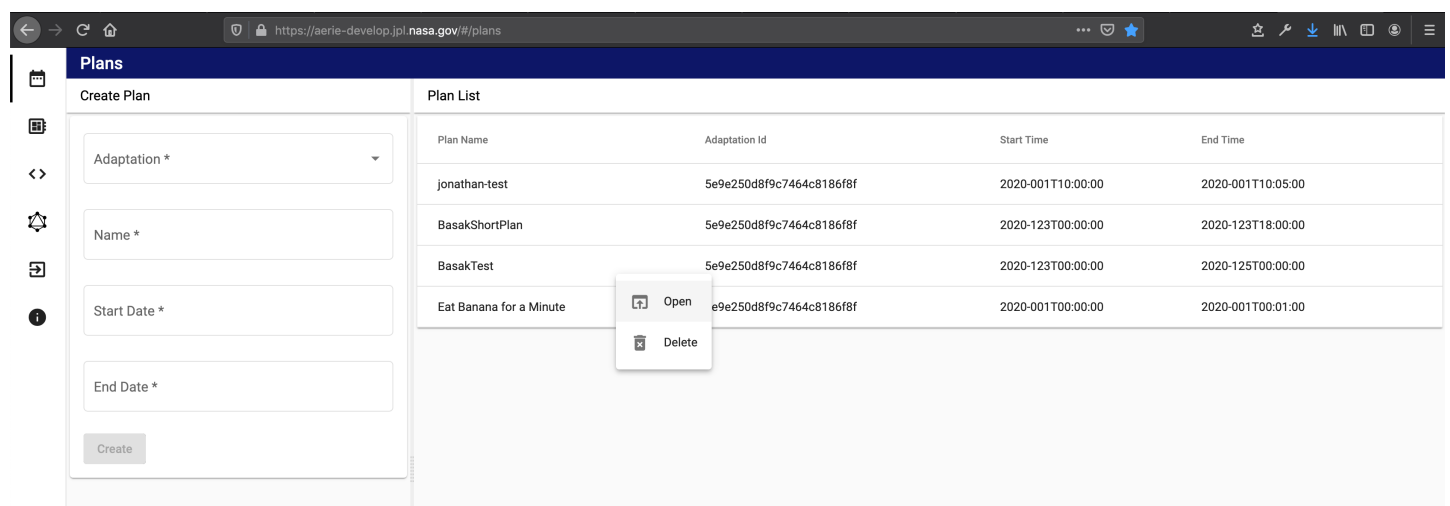 https://aerie-develop.jpl.nasa.gov/#/plans
Plans
Create Plan
Adaptation *
Name *
Start Date *
End Date *
Create
Plan List
Plan Name Adaptation Id Start Time End Time
jonathan-test 5e9e250d8f9c7464c8186f8f 2020-001T10:00:00 2020-001T10:05:00
BasakShortPlan 5e9e250d8f9c7464c8186f8f 2020-123T00:00:00 2020-123T18:00:00
BasakTest 5e9e250d8f9c7464c8186f8f 2020-123T00:00:00 2020-125T00:00:00
Eat Banana for a Minute e9e250d8f9c7464c8186f8f 2020-001T00:00:00 2020-001T00:01:00
Open
Delete